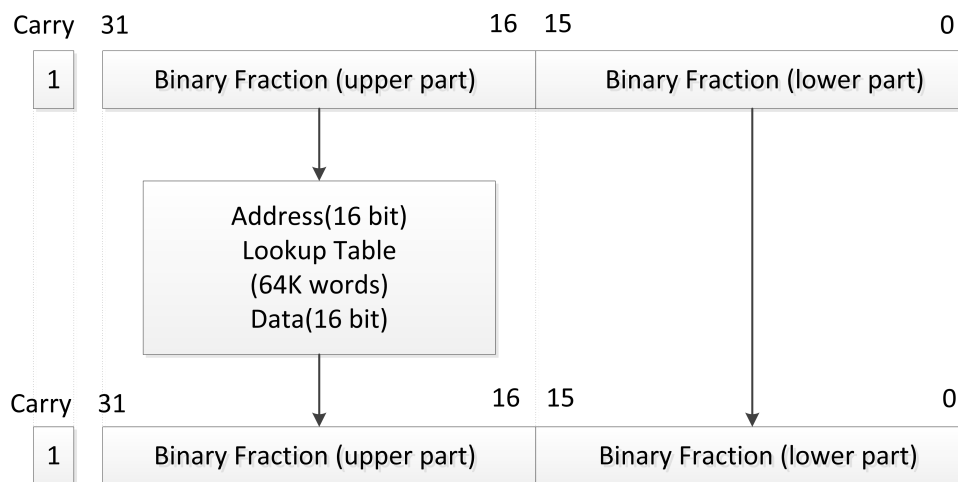 Carry 31 16 15 0
1 Binary Fraction (upper part) Binary Fraction (lower part)
Address(16 bit)
Lookup Table
(64K words)
Data(16 bit)
Carry 31 16 15 0
1 Binary Fraction (upper part) Binary Fraction (lower part)